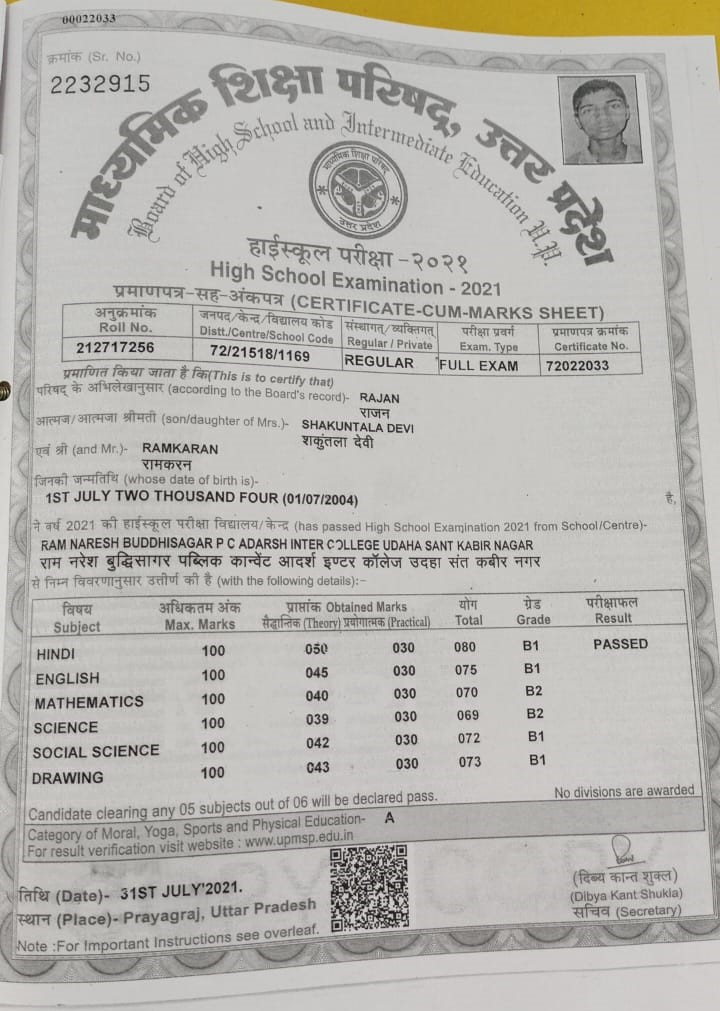 00022033
क्रमांक (Sr. No.)
2232915
माध्यमिक शिक्षा परिषद्, उत्तर प्रदेश
Board of High School and Intermediate Education U.P.
माध्यमिक शिक्षा परिषद्
उत्तर प्रदेश
हाईस्कूल परीक्षा -२०२१
High School Examination - 2021
प्रमाणपत्र-सह-अंकपत्र (CERTIFICATE-CUM-MARKS SHEET)
अनुक्रमांक जनपद/केन्द्र/विद्यालय कोड संस्थागत/व्यक्तिगत् परीक्षा प्रवर्ग प्रमाणपत्र क्रमांक
Roll No. Distt./Centre/School Code Regular / Private Exam. Type Certificate No.
212717256 72/21518/1169 REGULAR FULL EXAM 72022033
प्रमाणित किया जाता है कि(This is to certify that)
परिषद् के अभिलेखानुसार (according to the Board's record)- RAJAN
राजन
आत्मज/आत्मजा श्रीमती (son/daughter of Mrs.)- SHAKUNTALA DEVI
शकुंतला देवी
एवं श्री (and Mr.)- RAMKARAN
रामकरन
जिनकी जन्मतिथि (whose date of birth is)-
1ST JULY TWO THOUSAND FOUR (01/07/2004) है,
ने वर्ष 2021 की हाईस्कूल परीक्षा विद्यालय/केन्द्र (has passed High School Examination 2021 from School/Centre)-
RAM NARESH BUDDHISAGAR P C ADARSH INTER COLLEGE UDAHA SANT KABIR NAGAR
राम नरेश बुद्धिसागर पब्लिक कान्वेंट आदर्श इण्टर कॉलेज उदहा संत कबीर नगर
से निम्न विवरणानुसार उत्तीर्ण की है (with the following details):-
विषय अधिकतम अंक प्राप्तांक Obtained Marks योग ग्रेड परीक्षाफल
Subject Max. Marks सैद्धान्तिक (Theory) प्रयोगात्मक (Practical) Total Grade Result
HINDI 100 050 030 080 B1 PASSED
ENGLISH 100 045 030 075 B1
MATHEMATICS 100 040 030 070 B2
SCIENCE 100 039 030 069 B2
SOCIAL SCIENCE 100 042 030 072 B1
DRAWING 100 043 030 073 B1
Candidate clearing any 05 subjects out of 06 will be declared pass. No divisions are awarded
Category of Moral, Yoga, Sports and Physical Education- A
For result verification visit website : www.upmsp.edu.in
तिथि (Date)- 31ST JULY'2021.
स्थान (Place)- Prayagraj, Uttar Pradesh
(दिब्य कान्त शुक्ल)
(Dibya Kant Shukla)
सचिव (Secretary)
Note :For Important Instructions see overleaf.